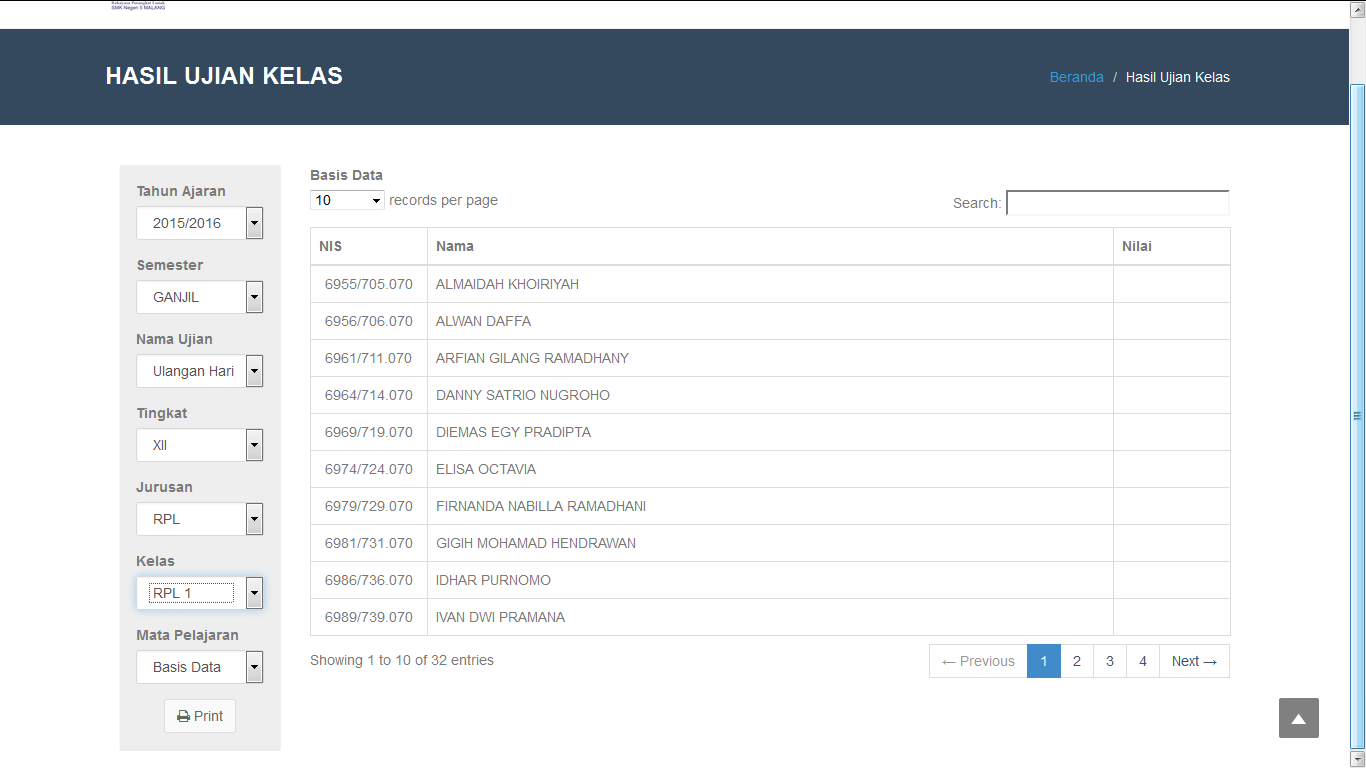 Rekayasa Perangkat Lunak
SMK Negeri 5 MALANG
HASIL UJIAN KELAS
Beranda / Hasil Ujian Kelas
Tahun Ajaran
2015/2016
Semester
GANJIL
Nama Ujian
Ulangan Hari
Tingkat
XII
Jurusan
RPL
Kelas
RPL 1
Mata Pelajaran
Basis Data
Print
Basis Data
10 records per page
Search:
NIS Nama Nilai
6955/705.070 ALMAIDAH KHOIRIYAH
6956/706.070 ALWAN DAFFA
6961/711.070 ARFIAN GILANG RAMADHANY
6964/714.070 DANNY SATRIO NUGROHO
6969/719.070 DIEMAS EGY PRADIPTA
6974/724.070 ELISA OCTAVIA
6979/729.070 FIRNANDA NABILLA RAMADHANI
6981/731.070 GIGIH MOHAMAD HENDRAWAN
6986/736.070 IDHAR PURNOMO
6989/739.070 IVAN DWI PRAMANA
Showing 1 to 10 of 32 entries
← Previous 1 2 3 4 Next →